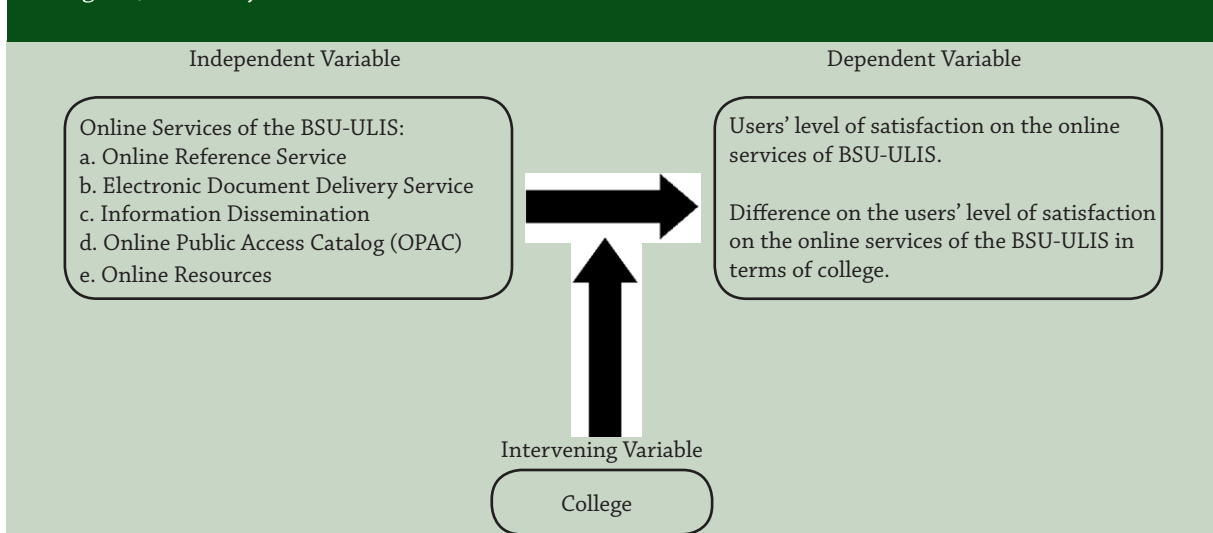 Independent Variable
Dependent Variable
Online Services of the BSU-ULIS:
a. Online Reference Service
b. Electronic Document Delivery Service
c. Information Dissemination
d. Online Public Access Catalog (OPAC)
e. Online Resources
Users’ level of satisfaction on the online
services of BSU-ULIS.
Difference on the users’ level of satisfaction
on the online services of the BSU-ULIS in
terms of college.
Intervening Variable
College